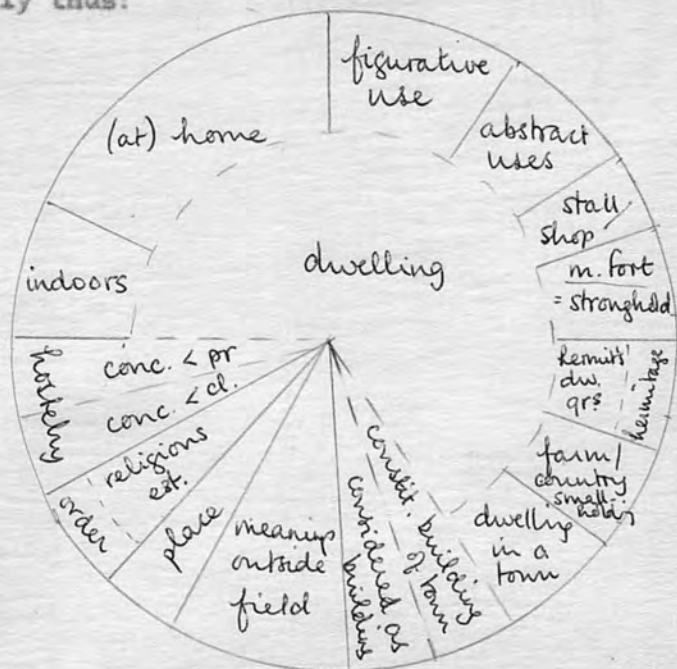 ly thus:
figurative
use
abstract
uses
stall
shop
m. fort
= stronghold
hermits'
dw.
qrs
hermitage
farm/
country
small
holdg
dwelling
in a
town
constit. building
of town
considered as
building
meanings
outside
field
place
religious
est.
order
hostelry
conc. < cl.
conc. < pr
indoors
(at) home
dwelling